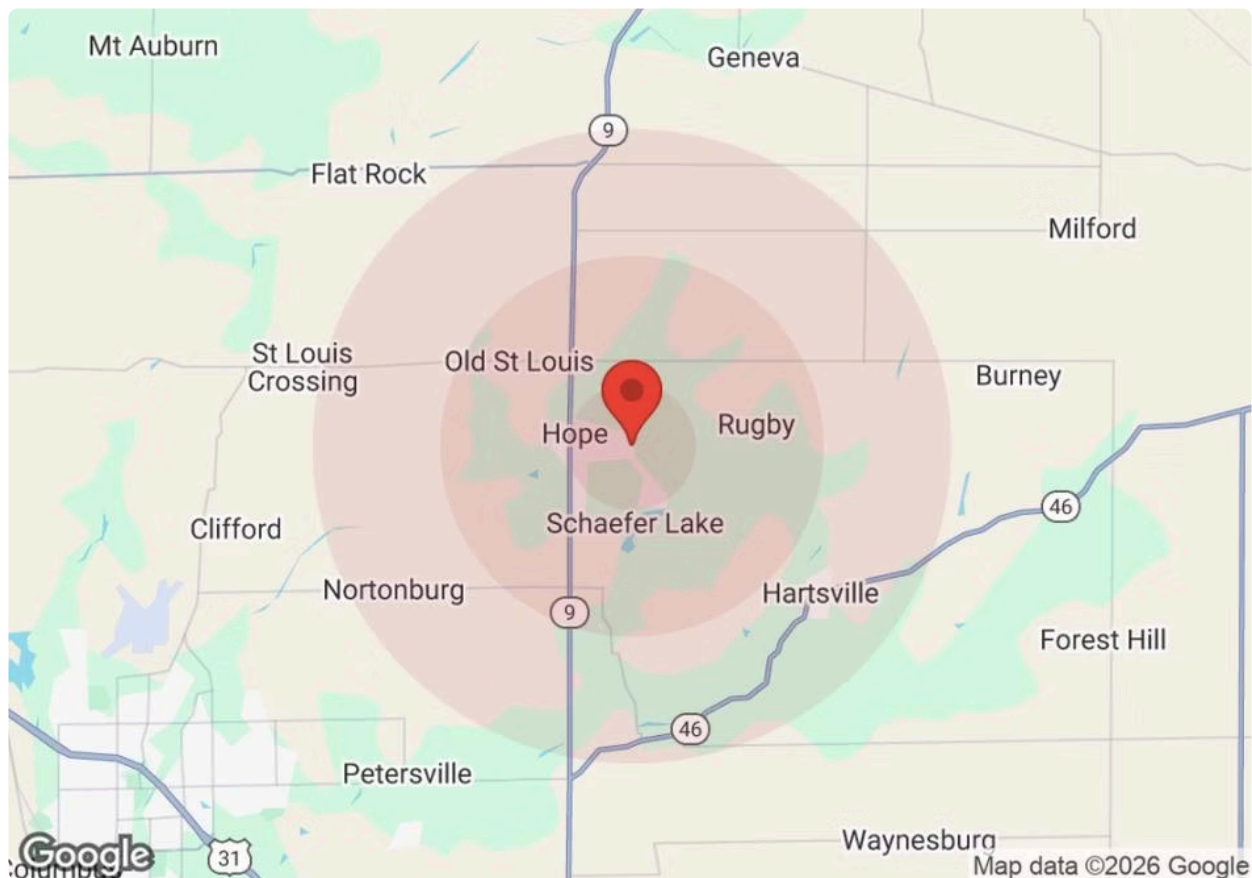 Mt Auburn
Geneva
9
Flat Rock
Milford
St Louis
Crossing
Old St Louis
Burney
Hope
Rugby
46
Clifford
Schaefer Lake
Nortonburg
Hartsville
9
Forest Hill
46
Petersville
Waynesburg
Google
31
Map data ©2026 Google